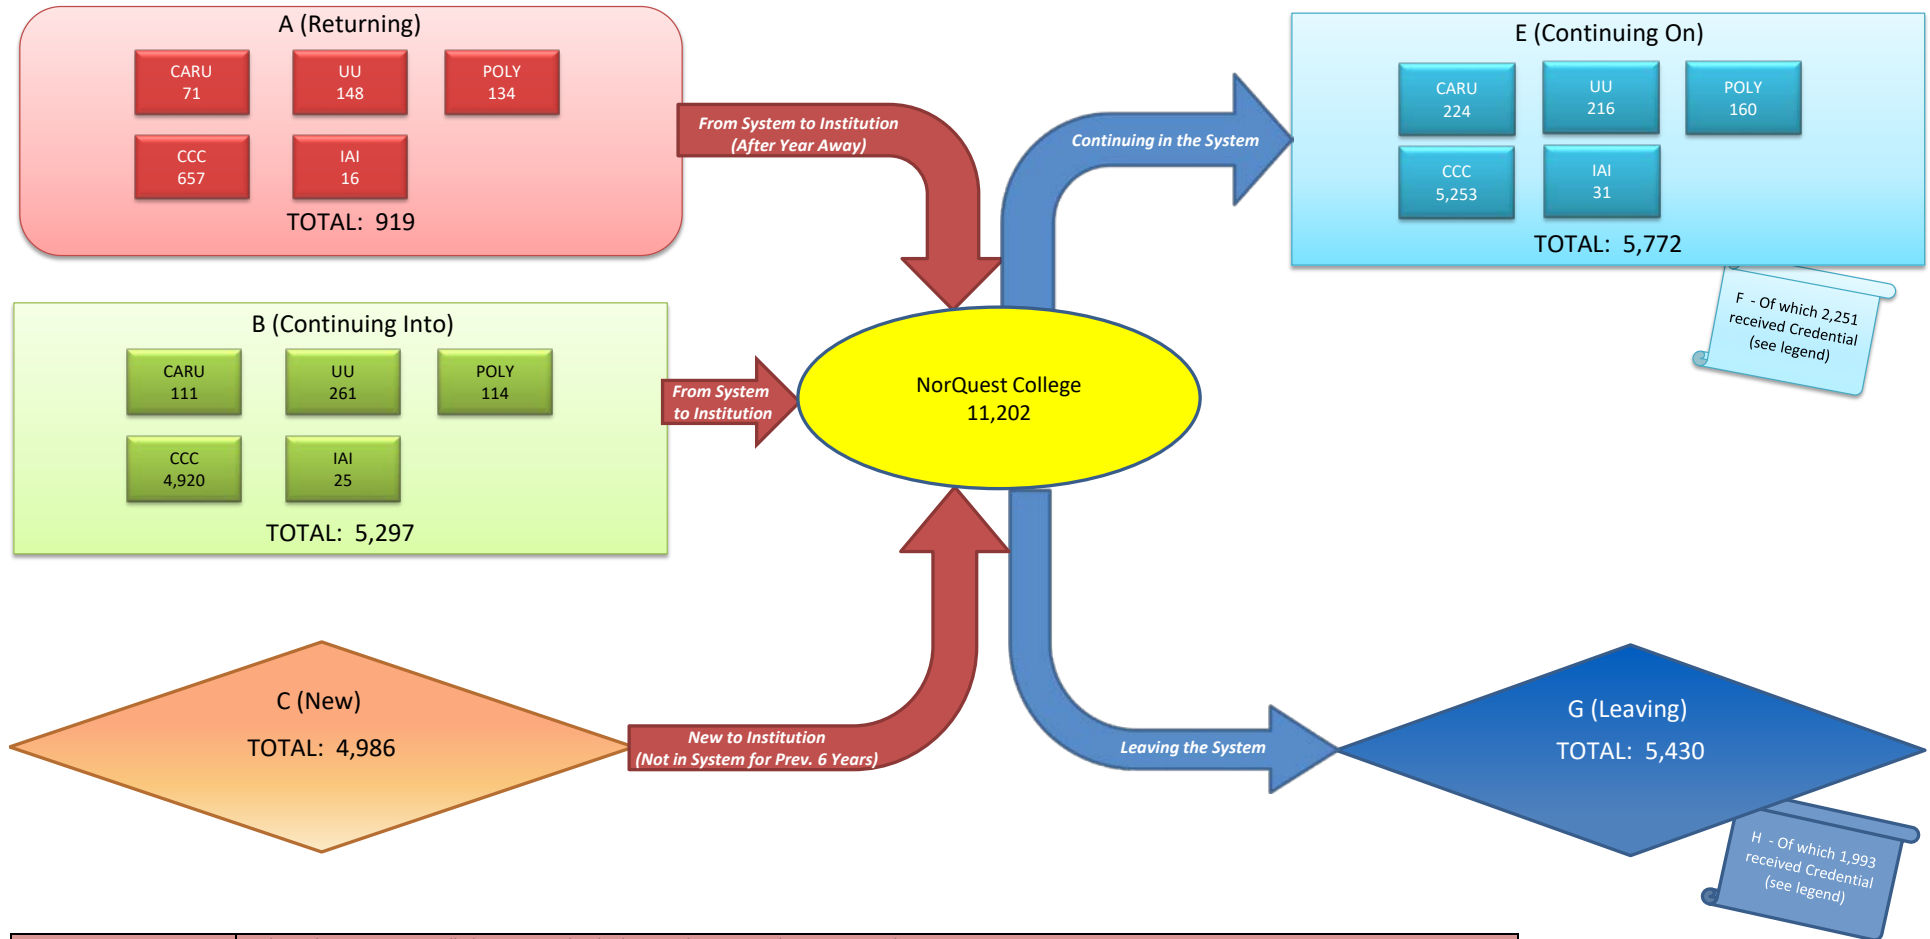 A (Returning)
CARU
71
UU
148
POLY
134
CCC
657
IAI
16
TOTAL: 919
From System to Institution
(After Year Away)
B (Continuing Into)
CARU
111
UU
261
POLY
114
CCC
4,920
IAI
25
TOTAL: 5,297
From System
to Institution
C (New)
TOTAL: 4,986
New to Institution
(Not in System for Prev. 6 Years)
NorQuest College
11,202
Continuing in the System
E (Continuing On)
CARU
224
UU
216
POLY
160
CCC
5,253
IAI
31
TOTAL: 5,772
F - Of which 2,251
received Credential
(see legend)
Leaving the System
G (Leaving)
TOTAL: 5,430
H - Of which 1,993
received Credential
(see legend)